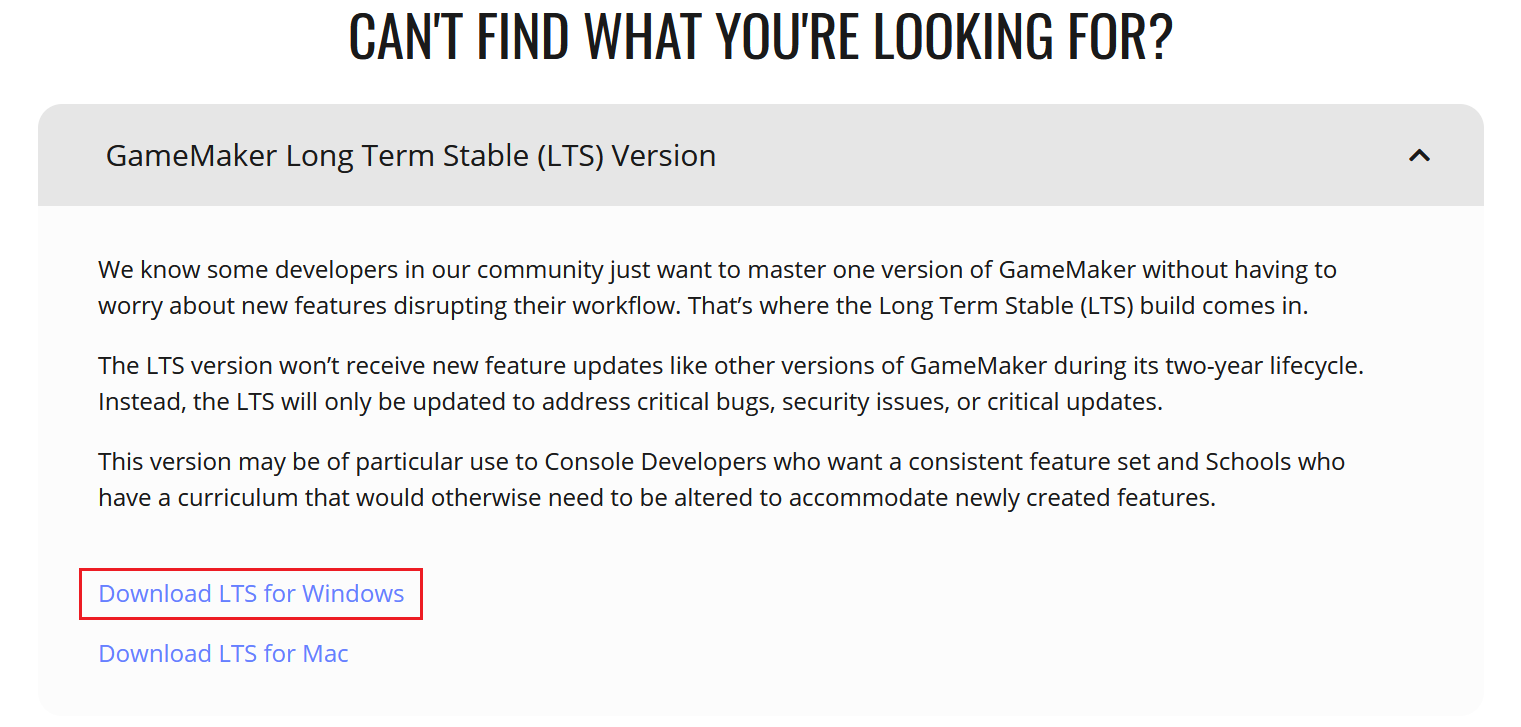 CAN'T FIND WHAT YOU'RE LOOKING FOR?
GameMaker Long Term Stable (LTS) Version
We know some developers in our community just want to master one version of GameMaker without having to
worry about new features disrupting their workflow. That’s where the Long Term Stable (LTS) build comes in.
The LTS version won’t receive new feature updates like other versions of GameMaker during its two-year lifecycle.
Instead, the LTS will only be updated to address critical bugs, security issues, or critical updates.
This version may be of particular use to Console Developers who want a consistent feature set and Schools who
have a curriculum that would otherwise need to be altered to accommodate newly created features.
Download LTS for Windows
Download LTS for Mac